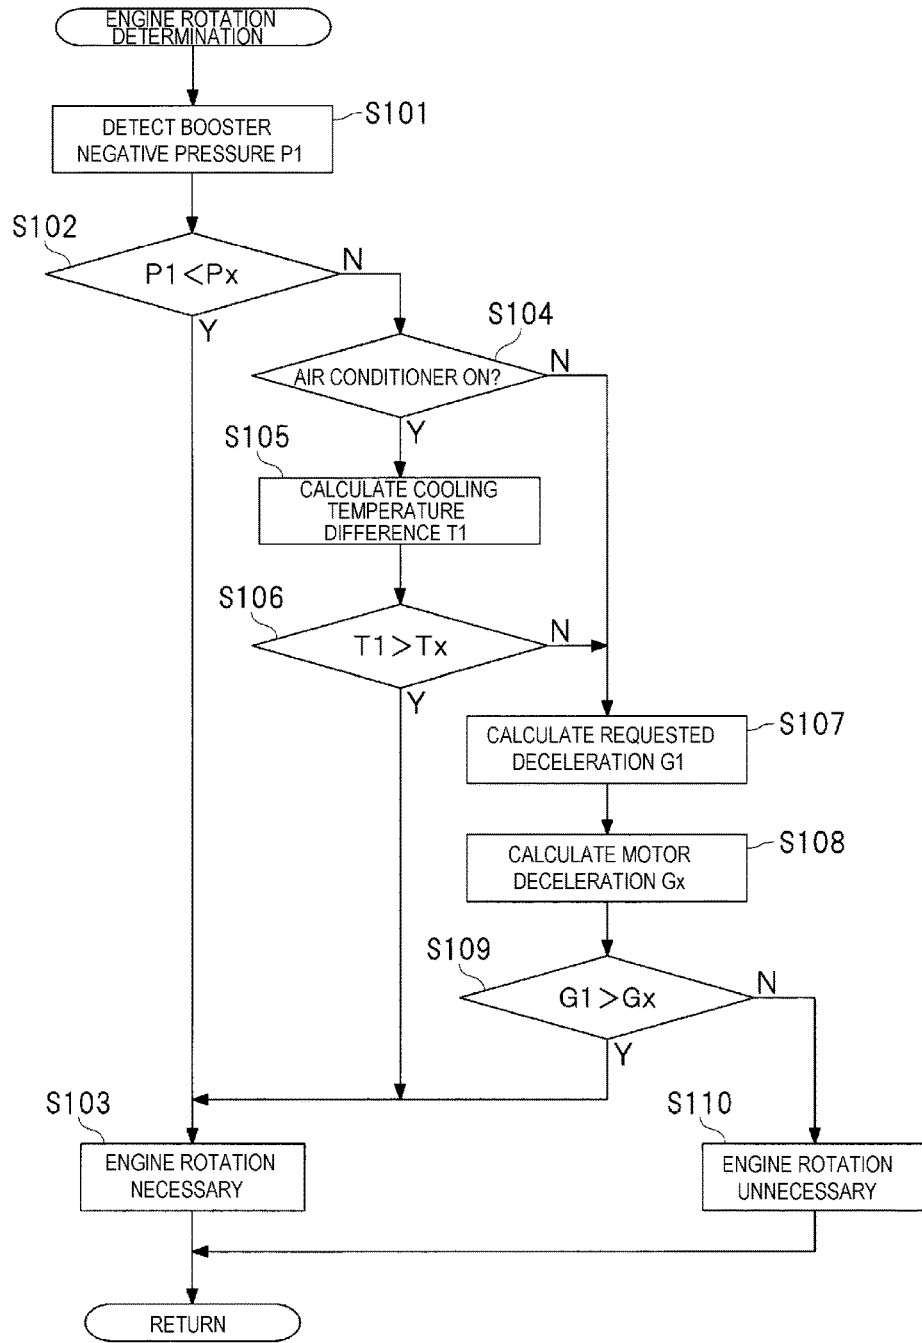 ENGINE ROTATION
DETERMINATION
S101
DETECT BOOSTER
NEGATIVE PRESSURE P1
S102
P1<Px
N
Y
S104
AIR CONDITIONER ON?
N
Y
S105
CALCULATE COOLING
TEMPERATURE
DIFFERENCE T1
S106
T1>Tx
N
Y
S107
CALCULATE REQUESTED
DECELERATION G1
S108
CALCULATE MOTOR
DECELERATION Gx
S109
G1>Gx
N
Y
S103
ENGINE ROTATION
NECESSARY
S110
ENGINE ROTATION
UNNECESSARY
RETURN